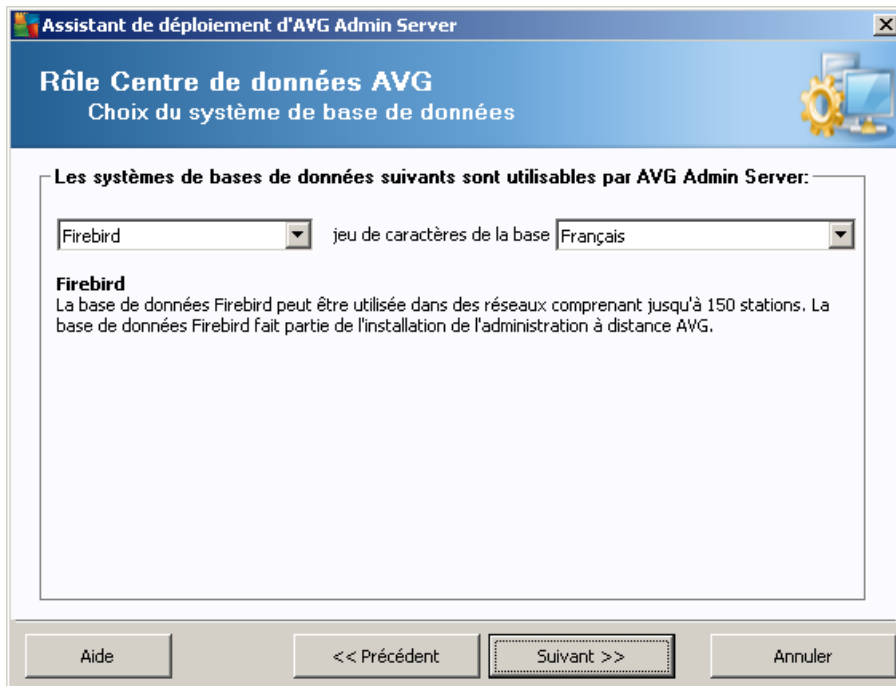 Assistant de déploiement d'AVG Admin Server
Rôle Centre de données AVG
Choix du système de base de données
Les systèmes de bases de données suivants sont utilisables par AVG Admin Server:
Firebird
jeu de caractères de la base
Français
Firebird
La base de données Firebird peut être utilisée dans des réseaux comprenant jusqu'à 150 stations. La
base de données Firebird fait partie de l'installation de l'administration à distance AVG.
Aide
<< Précédent
Suivant >>
Annuler